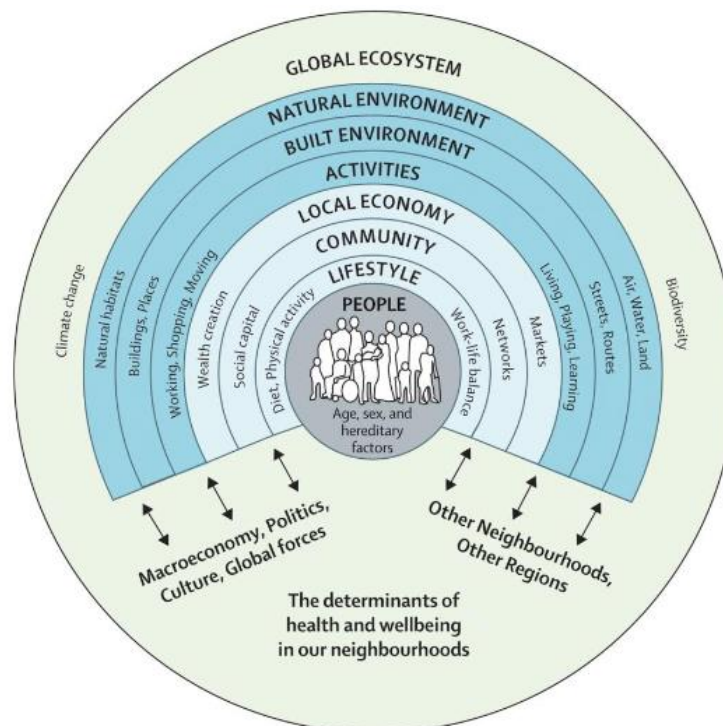 GLOBAL ECOSYSTEM
NATURAL ENVIRONMENT
BUILT ENVIRONMENT
ACTIVITIES
LOCAL ECONOMY
COMMUNITY
LIFESTYLE
PEOPLE
Age, sex, and
hereditary
factors
Climate change
Natural habitats
Buildings, Places
Working, Shopping, Moving
Wealth creation
Social capital
Diet, Physical activity
Work-life balance
Networks
Markets
Living, Playing, Learning
Streets, Routes
Air, Water, Land
Biodiversity
Macroeconomy, Politics,
Culture, Global forces
Other Neighbourhoods,
Other Regions
The determinants of
health and wellbeing
in our neighbourhoods